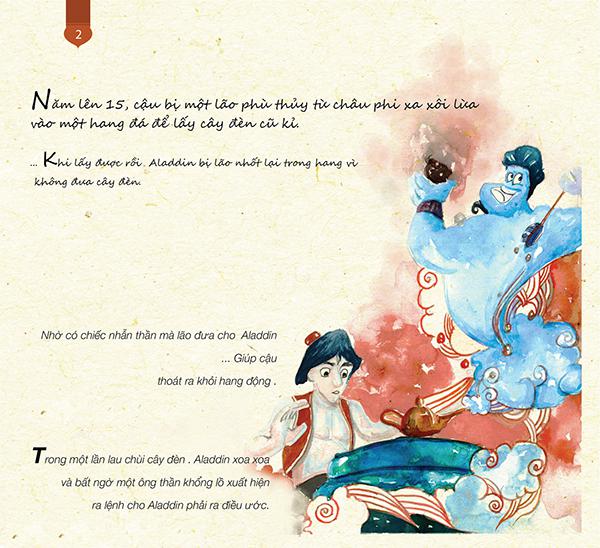 2
Năm lên 15, cậu bị một lão phù thủy từ châu phi xa xôi lừa
vào một hang đá để lấy cây đèn cũ kỉ.
... Khi lấy được rồi . Aladdin bị lão nhốt lại trong hang vì
không đưa cây đèn.
Nhờ có chiếc nhẫn thần mà lão đưa cho Aladdin
... Giúp cậu
thoát ra khỏi hang động .
Trong một lần lau chùi cây đèn . Aladdin xoa xoa
và bất ngờ một ông thần khổng lồ xuất hiện
ra lệnh cho Aladdin phải ra điều ước.